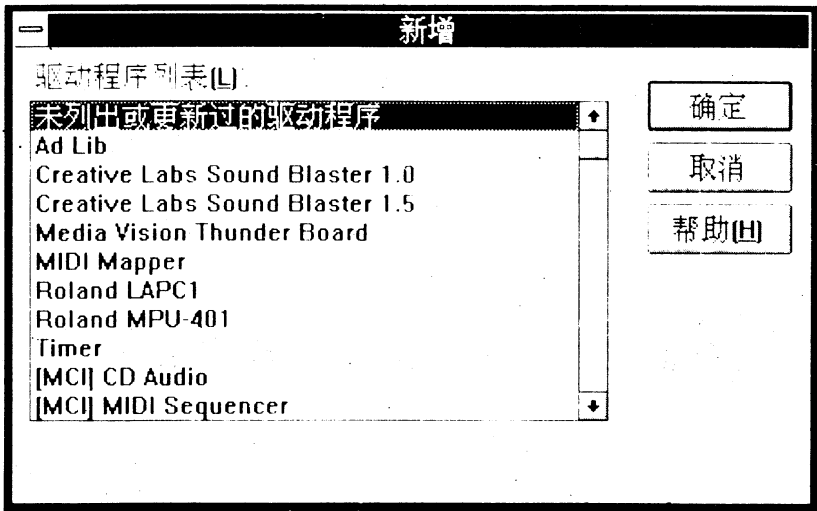 新增
驱动程序列表(L):
未列出或更新过的驱动程序
Ad Lib
Creative Labs Sound Blaster 1.0
Creative Labs Sound Blaster 1.5
Media Vision Thunder Board
MIDI Mapper
Roland LAPC1
Roland MPU-401
Timer
[MCI] CD Audio
[MCI] MIDI Sequencer
确定
取消
帮助(H)